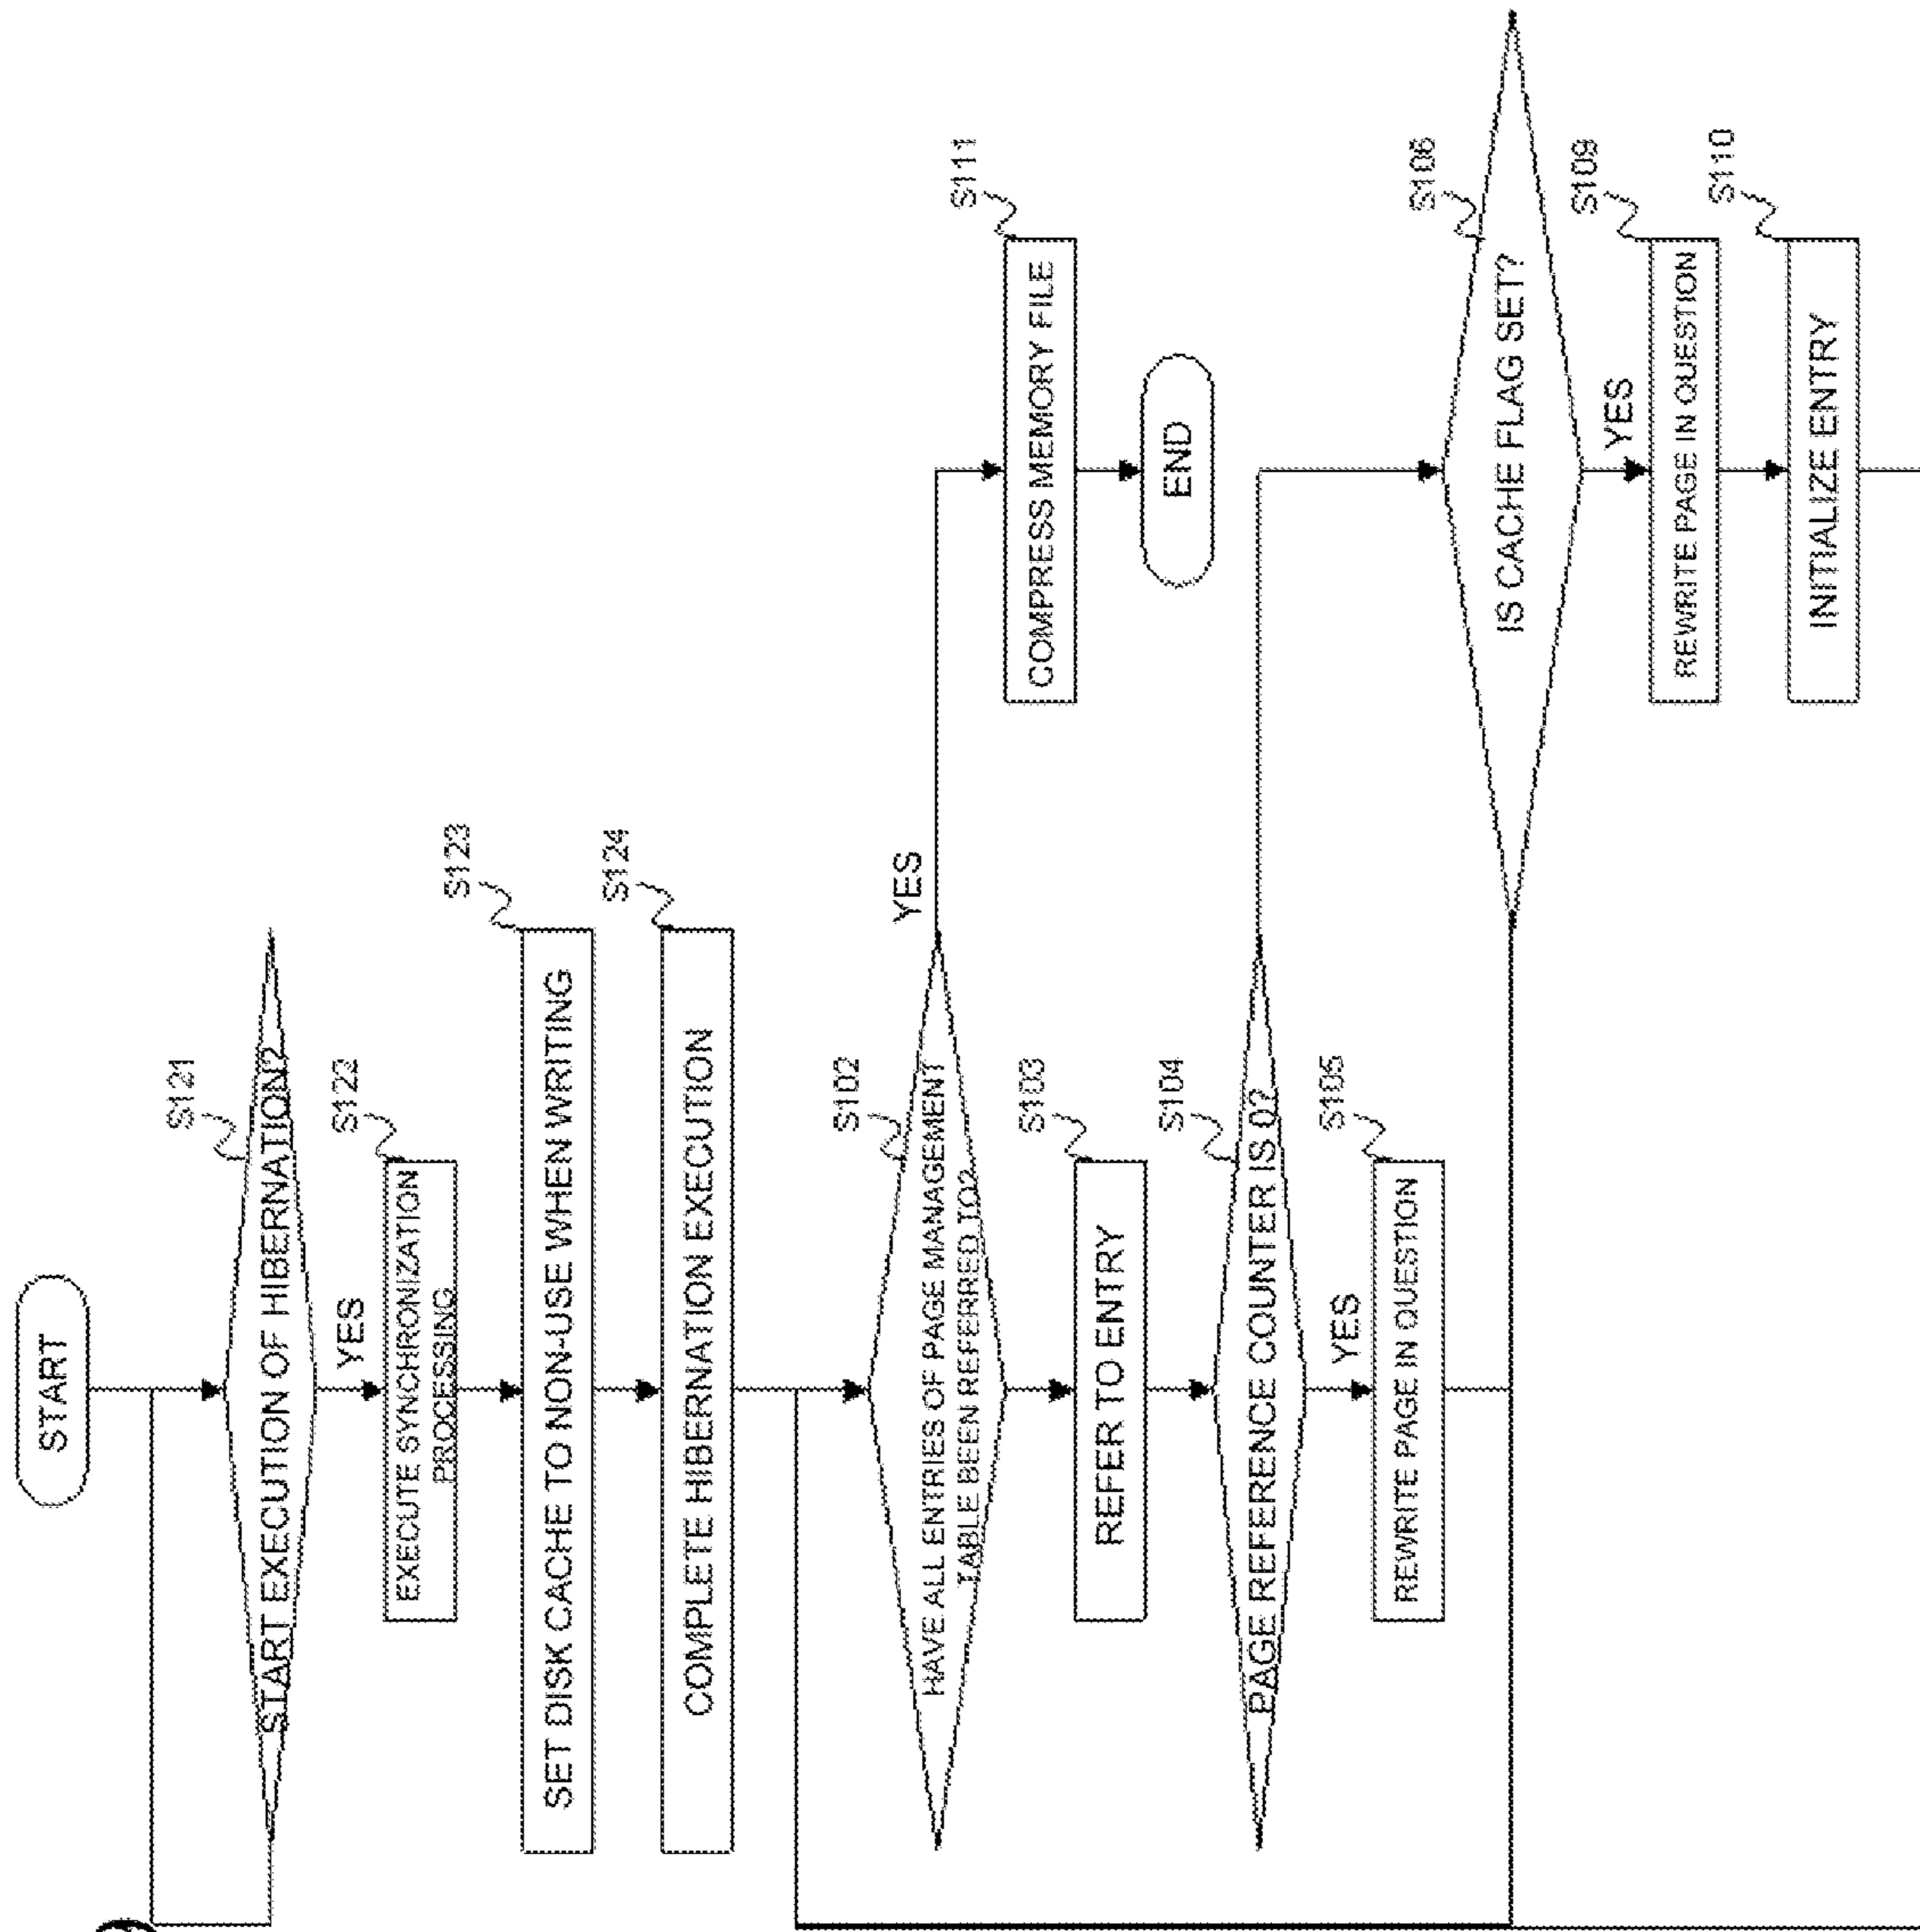 START
S121
START EXECUTION OF HIBERNATION?
YES
S122
EXECUTE SYNCHRONIZATION
PROCESSING
S123
SET DISK CACHE TO NON-USE WHEN WRITING
S124
COMPLETE HIBERNATION EXECUTION
S102
HAVE ALL ENTRIES OF PAGE MANAGEMENT
TABLE BEEN REFERRED TO?
YES
S103
REFER TO ENTRY
S104
PAGE REFERENCE COUNTER IS 0?
YES
S105
REWRITE PAGE IN QUESTION
S111
COMPRESS MEMORY FILE
END
S106
IS CACHE FLAG SET?
YES
S109
REWRITE PAGE IN QUESTION
S110
INITIALIZE ENTRY